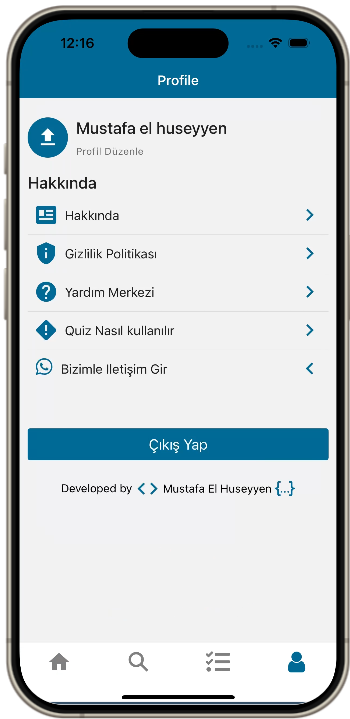 12:16
Profile
Mustafa el huseyyen
Profil Düzenle
Hakkında
Hakkında
Gizlilik Politikası
Yardım Merkezi
Quiz Nasıl kullanılır
Bizimle Iletişim Gir
Çıkış Yap
Developed by <> Mustafa El Huseyyen {...}